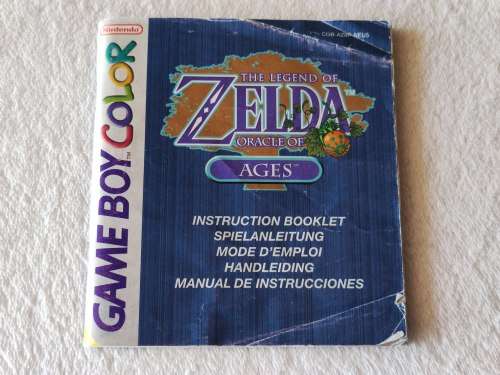 Nintendo
GAME BOY COLOR
THE LEGEND OF
ZELDA
ORACLE OF
AGES™
INSTRUCTION BOOKLET
SPIELANLEITUNG
MODE D'EMPLOI
HANDLEIDING
MANUAL DE INSTRUCCIONES